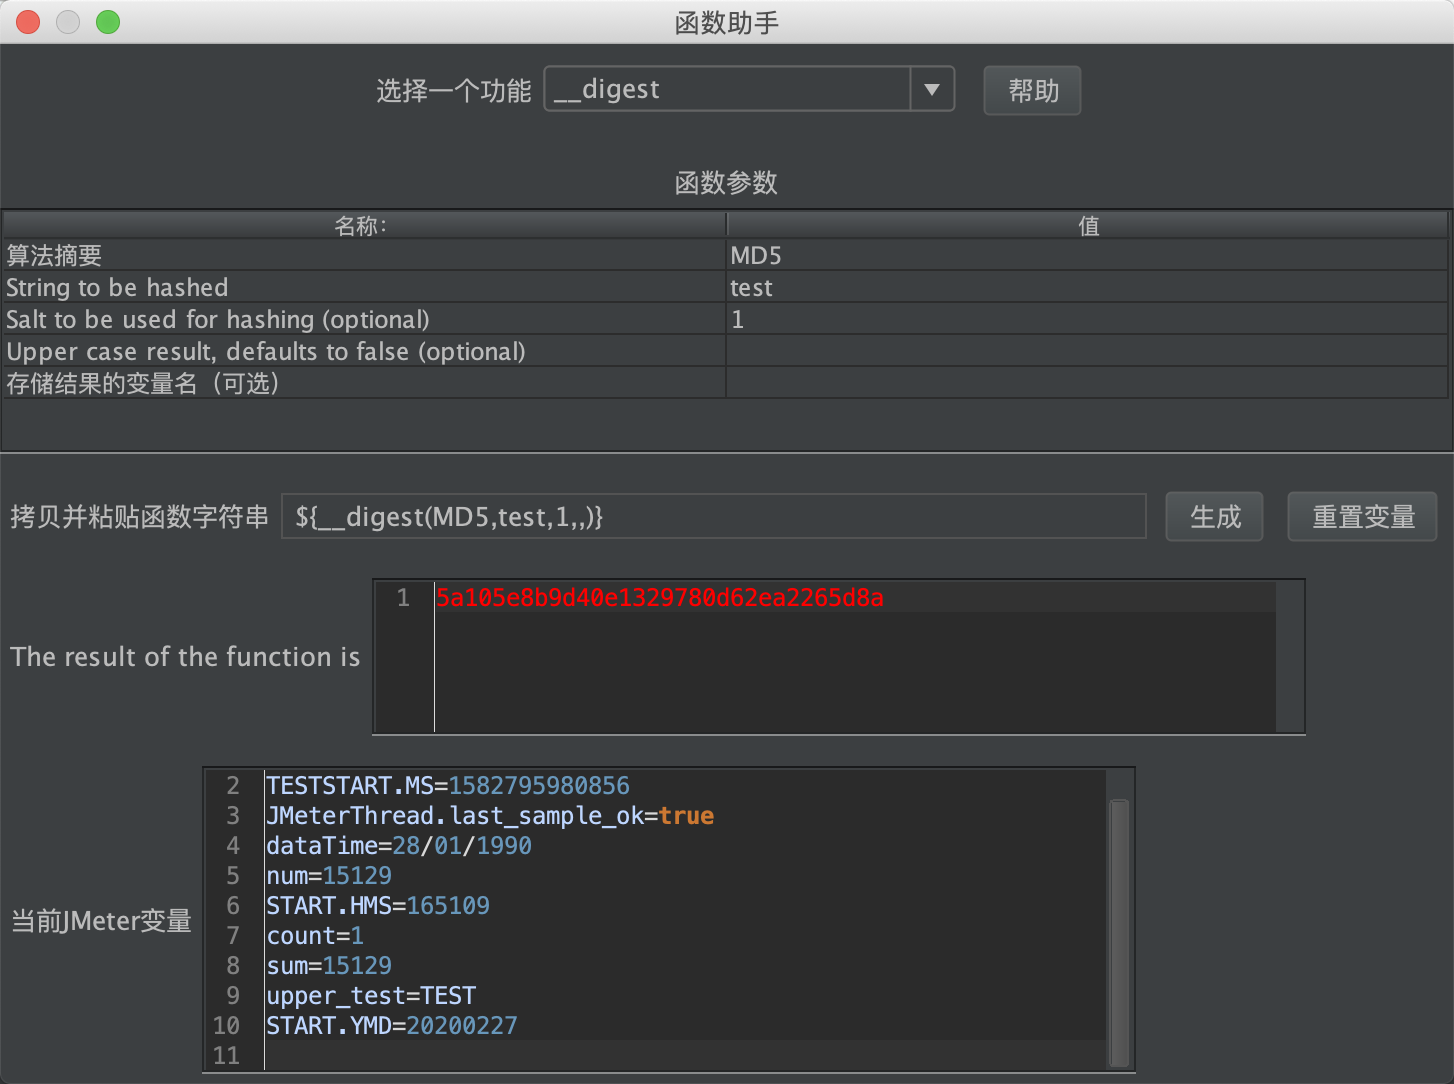 函数助手
选择一个功能 __digest 帮助
函数参数
名称: 值
算法摘要 MD5
String to be hashed test
Salt to be used for hashing (optional) 1
Upper case result, defaults to false (optional)
存储结果的变量名（可选）
拷贝并粘贴函数字符串 ${__digest(MD5,test,1,,)} 生成 重置变量
1 5a105e8b9d40e1329780d62ea2265d8a
The result of the function is
2 TESTSTART.MS=1582795980856
3 JMeterThread.last_sample_ok=true
4 dataTime=28/01/1990
5 num=15129
6 START.HMS=165109
当前JMeter变量
7 count=1
8 sum=15129
9 upper_test=TEST
10 START.YMD=20200227
11